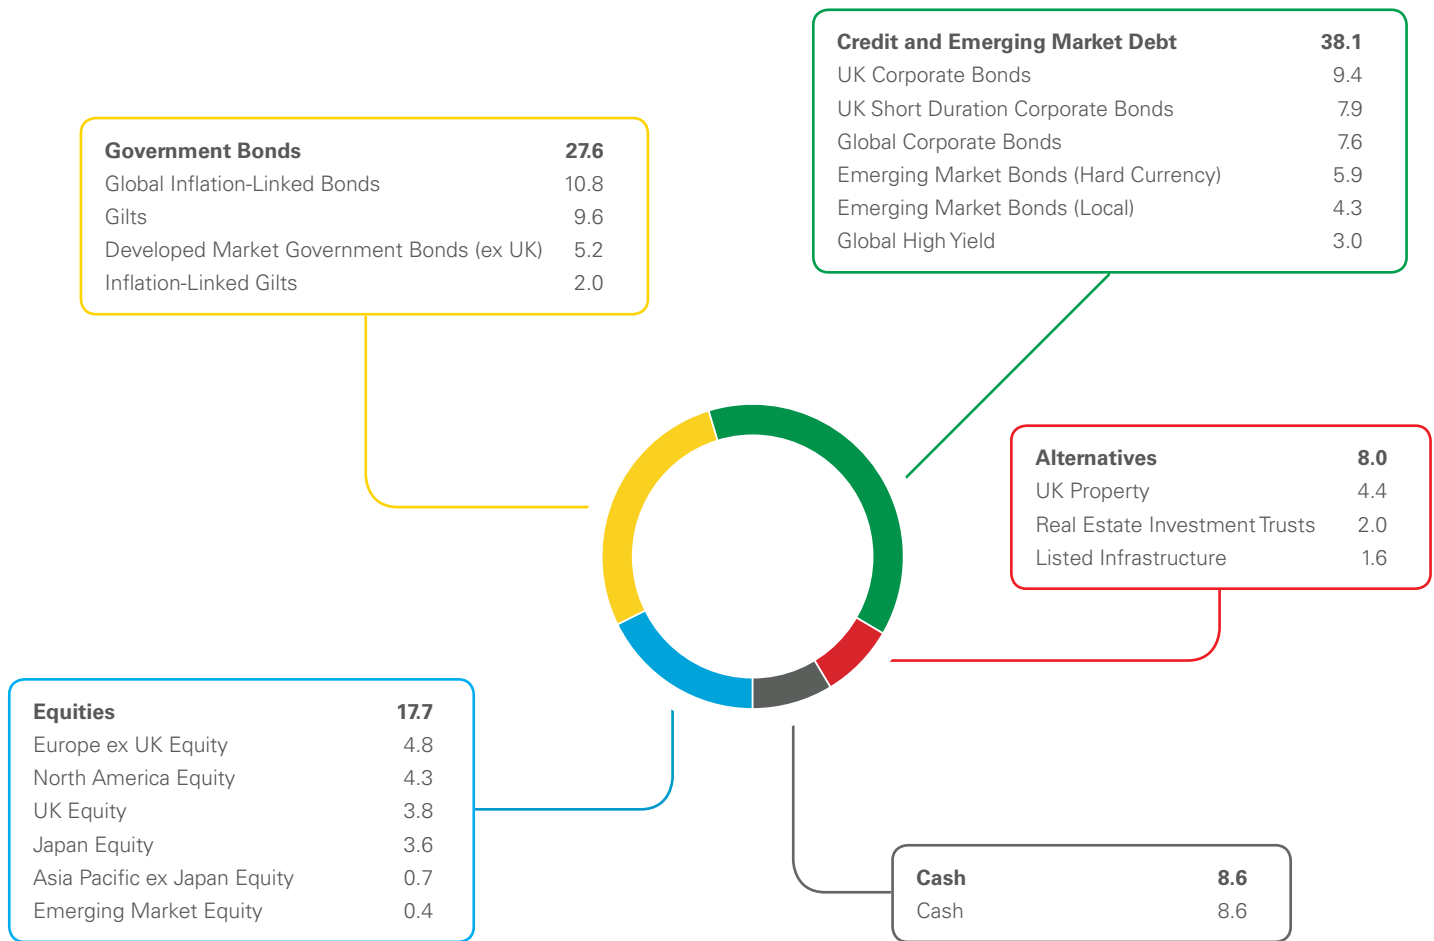 Credit and Emerging Market Debt 38.1
UK Corporate Bonds 9.4
UK Short Duration Corporate Bonds 7.9
Global Corporate Bonds 7.6
Emerging Market Bonds (Hard Currency) 5.9
Emerging Market Bonds (Local) 4.3
Global High Yield 3.0
Government Bonds 27.6
Global Inflation-Linked Bonds 10.8
Gilts 9.6
Developed Market Government Bonds (ex UK) 5.2
Inflation-Linked Gilts 2.0
Alternatives 8.0
UK Property 4.4
Real Estate Investment Trusts 2.0
Listed Infrastructure 1.6
Equities 17.7
Europe ex UK Equity 4.8
North America Equity 4.3
UK Equity 3.8
Japan Equity 3.6
Asia Pacific ex Japan Equity 0.7
Emerging Market Equity 0.4
Cash 8.6
Cash 8.6